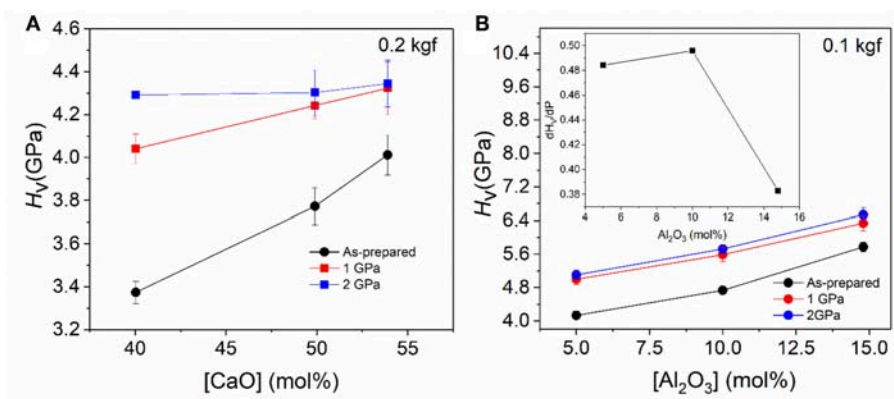 A
0.2 kgf
4.6
4.4
4.2
4.0
3.8
3.6
3.4
3.2
H_V(GPa)
As-prepared
1 GPa
2 GPa
40
45
50
55
[CaO] (mol%)
B
0.1 kgf
10.4
9.6
8.8
8.0
7.2
6.4
5.6
4.8
4.0
H_V(GPa)
0.50
0.48
0.46
0.44
0.42
0.40
0.38
dH_V/dP
4
6
8
10
12
14
16
Al₂O₃ (mol%)
As-prepared
1 GPa
2GPa
5.0
7.5
10.0
12.5
15.0
[Al₂O₃] (mol%)